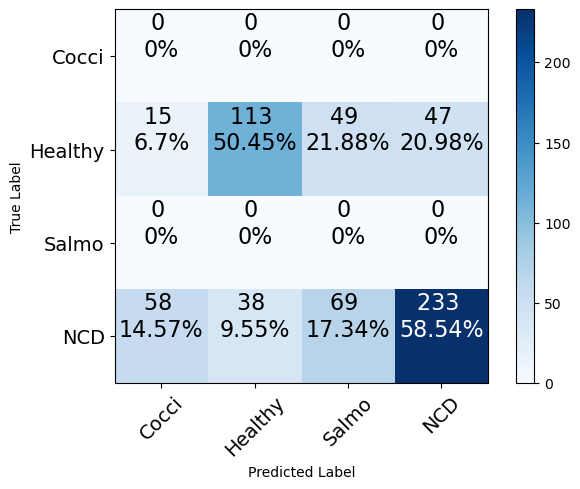 0 0 0 0
Cocci 0% 0% 0% 0%
15 113 49 47
Healthy 6.7% 50.45% 21.88% 20.98%
0 0 0 0
Salmo 0% 0% 0% 0%
58 38 69 233
NCD 14.57% 9.55% 17.34% 58.54%
True Label
Cocci Healthy Salmo NCD
Predicted Label
200
150
100
50
0